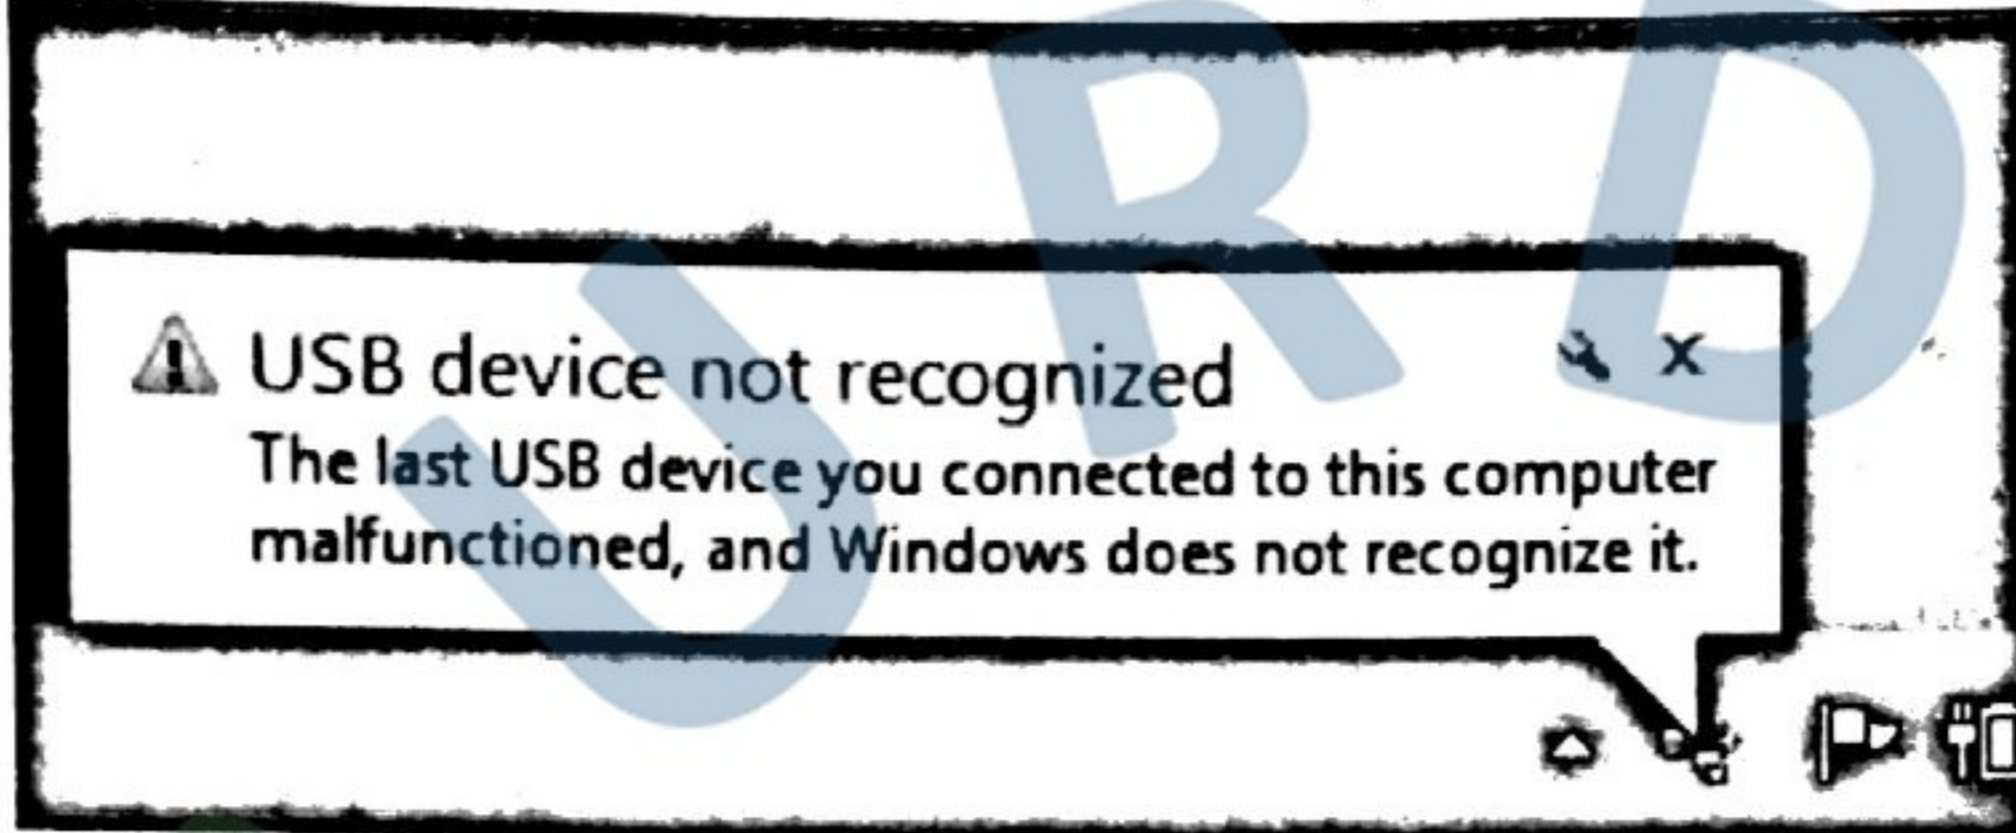 URD
USB device not recognized
The last USB device you connected to this computer
malfunctioned, and Windows does not recognize it.